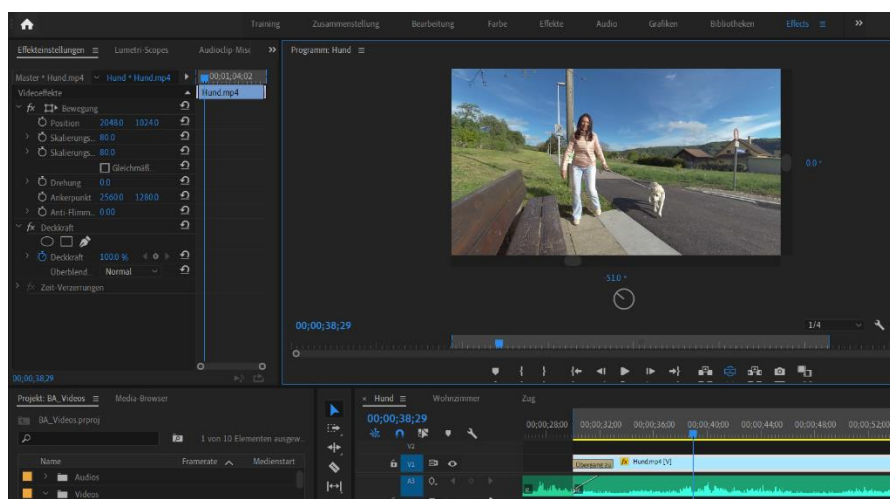 Training Zusammenstellung Bearbeitung Farbe Effekte Audio Grafiken Bibliotheken Effects
Effekteinstellungen Lumetri-Scopes Audioclip-Misc
Programm: Hund
Master * Hund.mp4 Hund * Hund.mp4 00;01;04;02
Videoeffekte Hund.mp4
fx Bewegung
Position 2048.0 1024.0
Skalierungs... 80.0
Skalierungs... 80.0
Gleichmäß...
Drehung 0.0
Ankerpunkt 2560.0 1280.0
Anti-Flimm... 0.00
fx Deckkraft
Deckkraft 100.0 %
Überblend... Normal
fx Zeit-Verzerrungen
00;00;38;29
0.0 °
-51.0 °
00;00;38;29 1/4
Projekt: BA_Videos Media-Browser
BA_Videos.prproj
1 von 10 Elementen ausgew...
Name Framerate Medienstart
Audios
Videos
× Hund Wohnzimmer Zug
00;00;38;29
00;00;28;00 00;00;32;00 00;00;36;00 00;00;40;00 00;00;44;00 00;00;48;00 00;00;52;00
V2
V1 Übersand zu fx Hund.mp4 [V]
A3